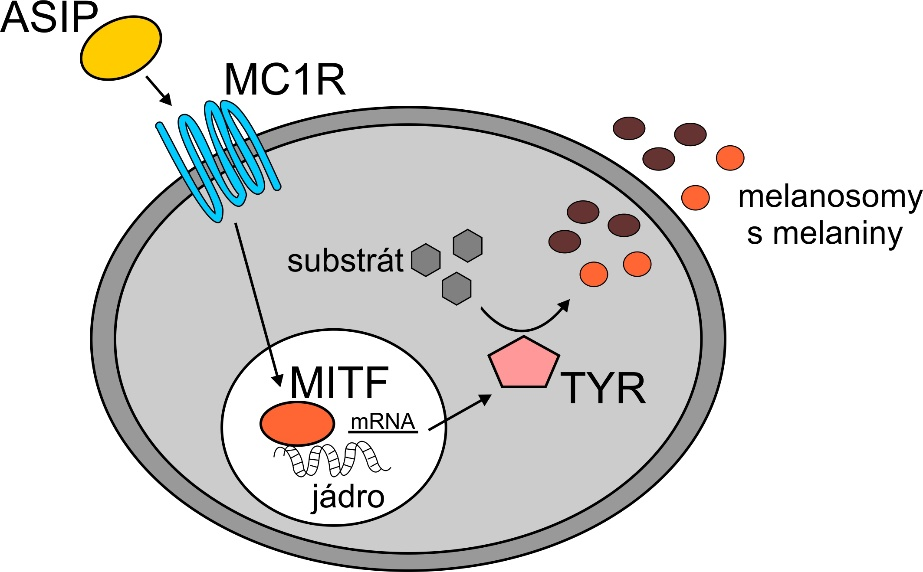 ASIP
MC1R
melanosomy
s melaniny
substrát
MITF
mRNA
TYR
jádro